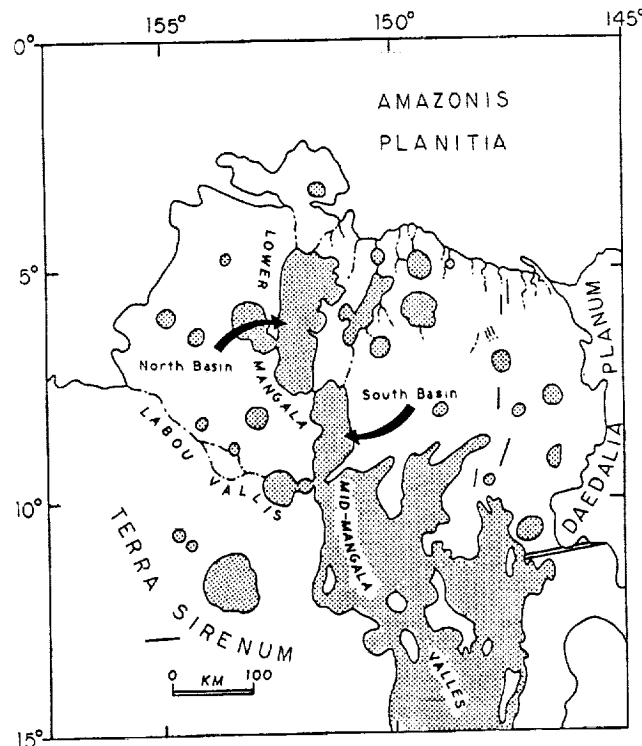 155°
150°
145°
0°
AMAZONIS
PLANITIA
LOWER
5°
PLANUM
North Basin
South Basin
MANGALA
LABOU
VALLIS
DAEDALIA
10°
MID-MANGALA
TERRA
SIRENUM
VALLES
0 KM 100
15°